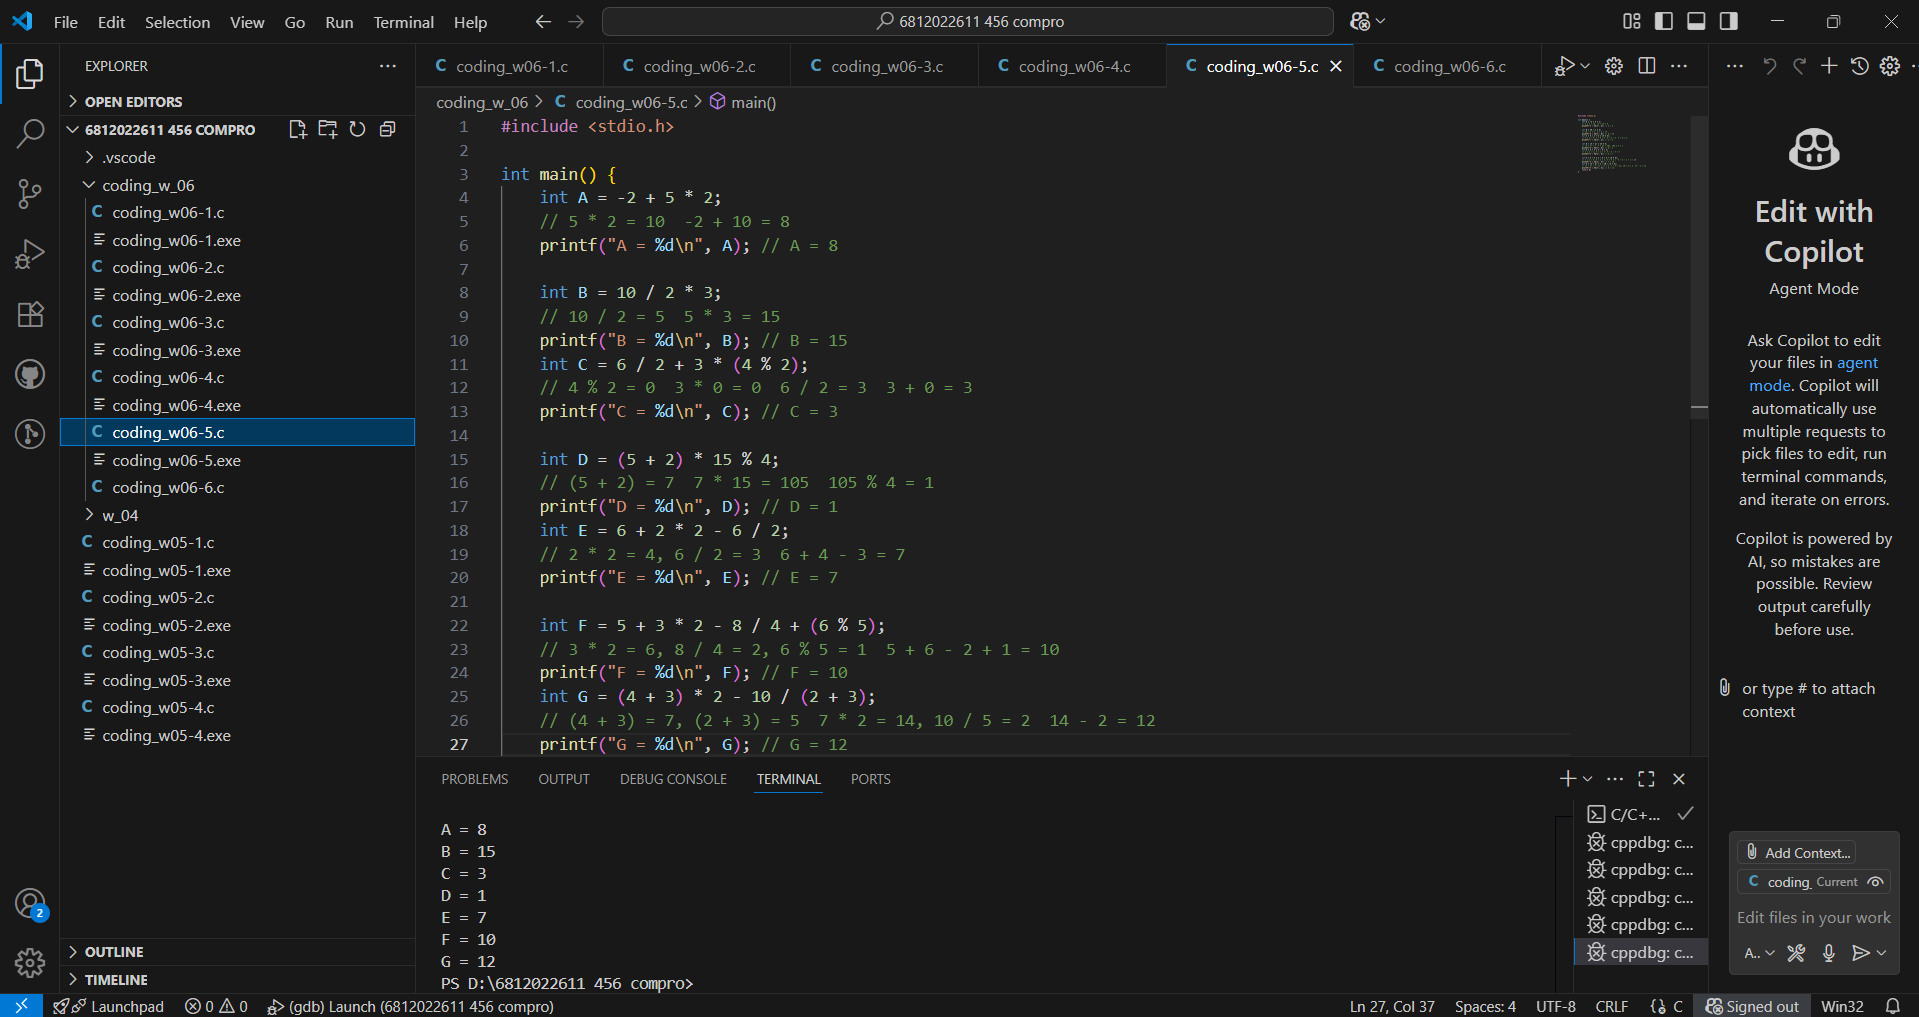 File Edit Selection View Go Run Terminal Help
6812022611 456 compro
EXPLORER
OPEN EDITORS
6812022611 456 COMPRO
.vscode
coding_w_06
coding_w06-1.c
coding_w06-1.exe
coding_w06-2.c
coding_w06-2.exe
coding_w06-3.c
coding_w06-3.exe
coding_w06-4.c
coding_w06-4.exe
coding_w06-5.c
coding_w06-5.exe
coding_w06-6.c
w_04
coding_w05-1.c
coding_w05-1.exe
coding_w05-2.c
coding_w05-2.exe
coding_w05-3.c
coding_w05-3.exe
coding_w05-4.c
coding_w05-4.exe
OUTLINE
TIMELINE
coding_w06-1.c coding_w06-2.c coding_w06-3.c coding_w06-4.c coding_w06-5.c coding_w06-6.c
coding_w_06 > C coding_w06-5.c > main()
1 #include <stdio.h>
2
3 int main() {
4 int A = -2 + 5 * 2;
5 // 5 * 2 = 10  -2 + 10 = 8
6 printf("A = %d\n", A); // A = 8
7
8 int B = 10 / 2 * 3;
9 // 10 / 2 = 5  5 * 3 = 15
10 printf("B = %d\n", B); // B = 15
11 int C = 6 / 2 + 3 * (4 % 2);
12 // 4 % 2 = 0  3 * 0 = 0  6 / 2 = 3  3 + 0 = 3
13 printf("C = %d\n", C); // C = 3
14
15 int D = (5 + 2) * 15 % 4;
16 // (5 + 2) = 7  7 * 15 = 105  105 % 4 = 1
17 printf("D = %d\n", D); // D = 1
18 int E = 6 + 2 * 2 - 6 / 2;
19 // 2 * 2 = 4, 6 / 2 = 3  6 + 4 - 3 = 7
20 printf("E = %d\n", E); // E = 7
21
22 int F = 5 + 3 * 2 - 8 / 4 + (6 % 5);
23 // 3 * 2 = 6, 8 / 4 = 2, 6 % 5 = 1  5 + 6 - 2 + 1 = 10
24 printf("F = %d\n", F); // F = 10
25 int G = (4 + 3) * 2 - 10 / (2 + 3);
26 // (4 + 3) = 7, (2 + 3) = 5  7 * 2 = 14, 10 / 5 = 2  14 - 2 = 12
27 printf("G = %d\n", G); // G = 12
PROBLEMS OUTPUT DEBUG CONSOLE TERMINAL PORTS
A = 8
B = 15
C = 3
D = 1
E = 7
F = 10
G = 12
PS D:\6812022611 456 compro>
C/C+...
cppdbg: c...
cppdbg: c...
cppdbg: c...
cppdbg: c...
cppdbg: c...
Edit with
Copilot
Agent Mode
Ask Copilot to edit
your files in agent
mode. Copilot will
automatically use
multiple requests to
pick files to edit, run
terminal commands,
and iterate on errors.
Copilot is powered by
AI, so mistakes are
possible. Review
output carefully
before use.
or type # to attach
context
Add Context...
C coding_ Current
Edit files in your work
A..
2
Launchpad 0 0 (gdb) Launch (6812022611 456 compro) Ln 27, Col 37 Spaces: 4 UTF-8 CRLF {} C Signed out Win32